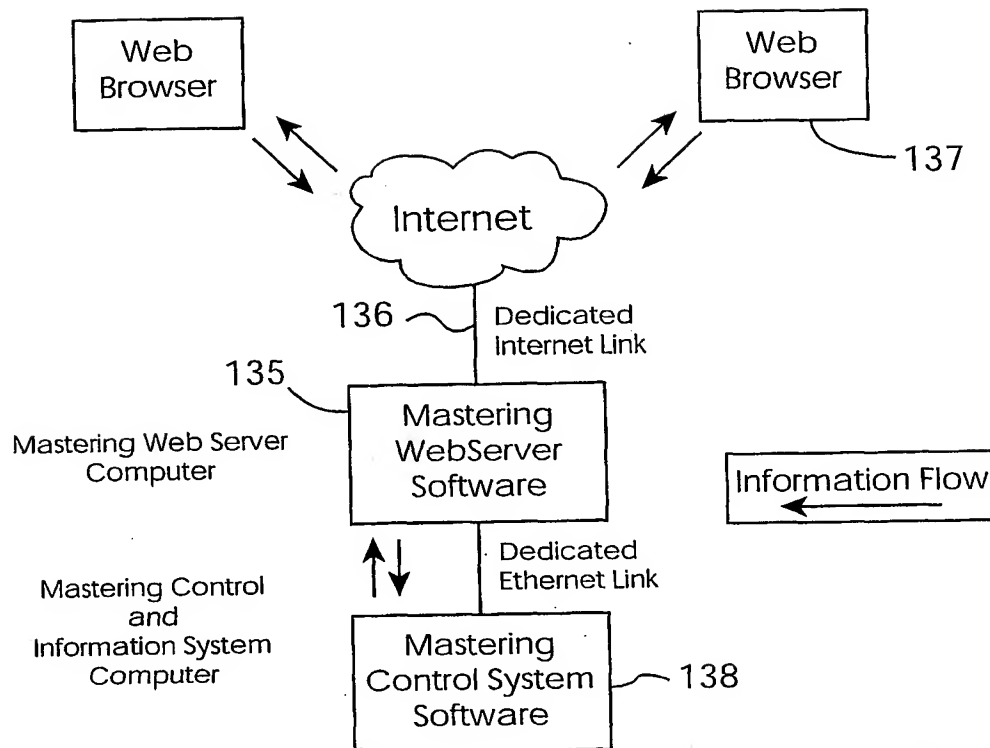 Web
Browser
Web
Browser
137
Internet
136
Dedicated
Internet Link
135
Mastering Web Server
Computer
Mastering
WebServer
Software
Information Flow
Dedicated
Ethernet Link
Mastering Control
and
Information System
Computer
Mastering
Control System
Software
138